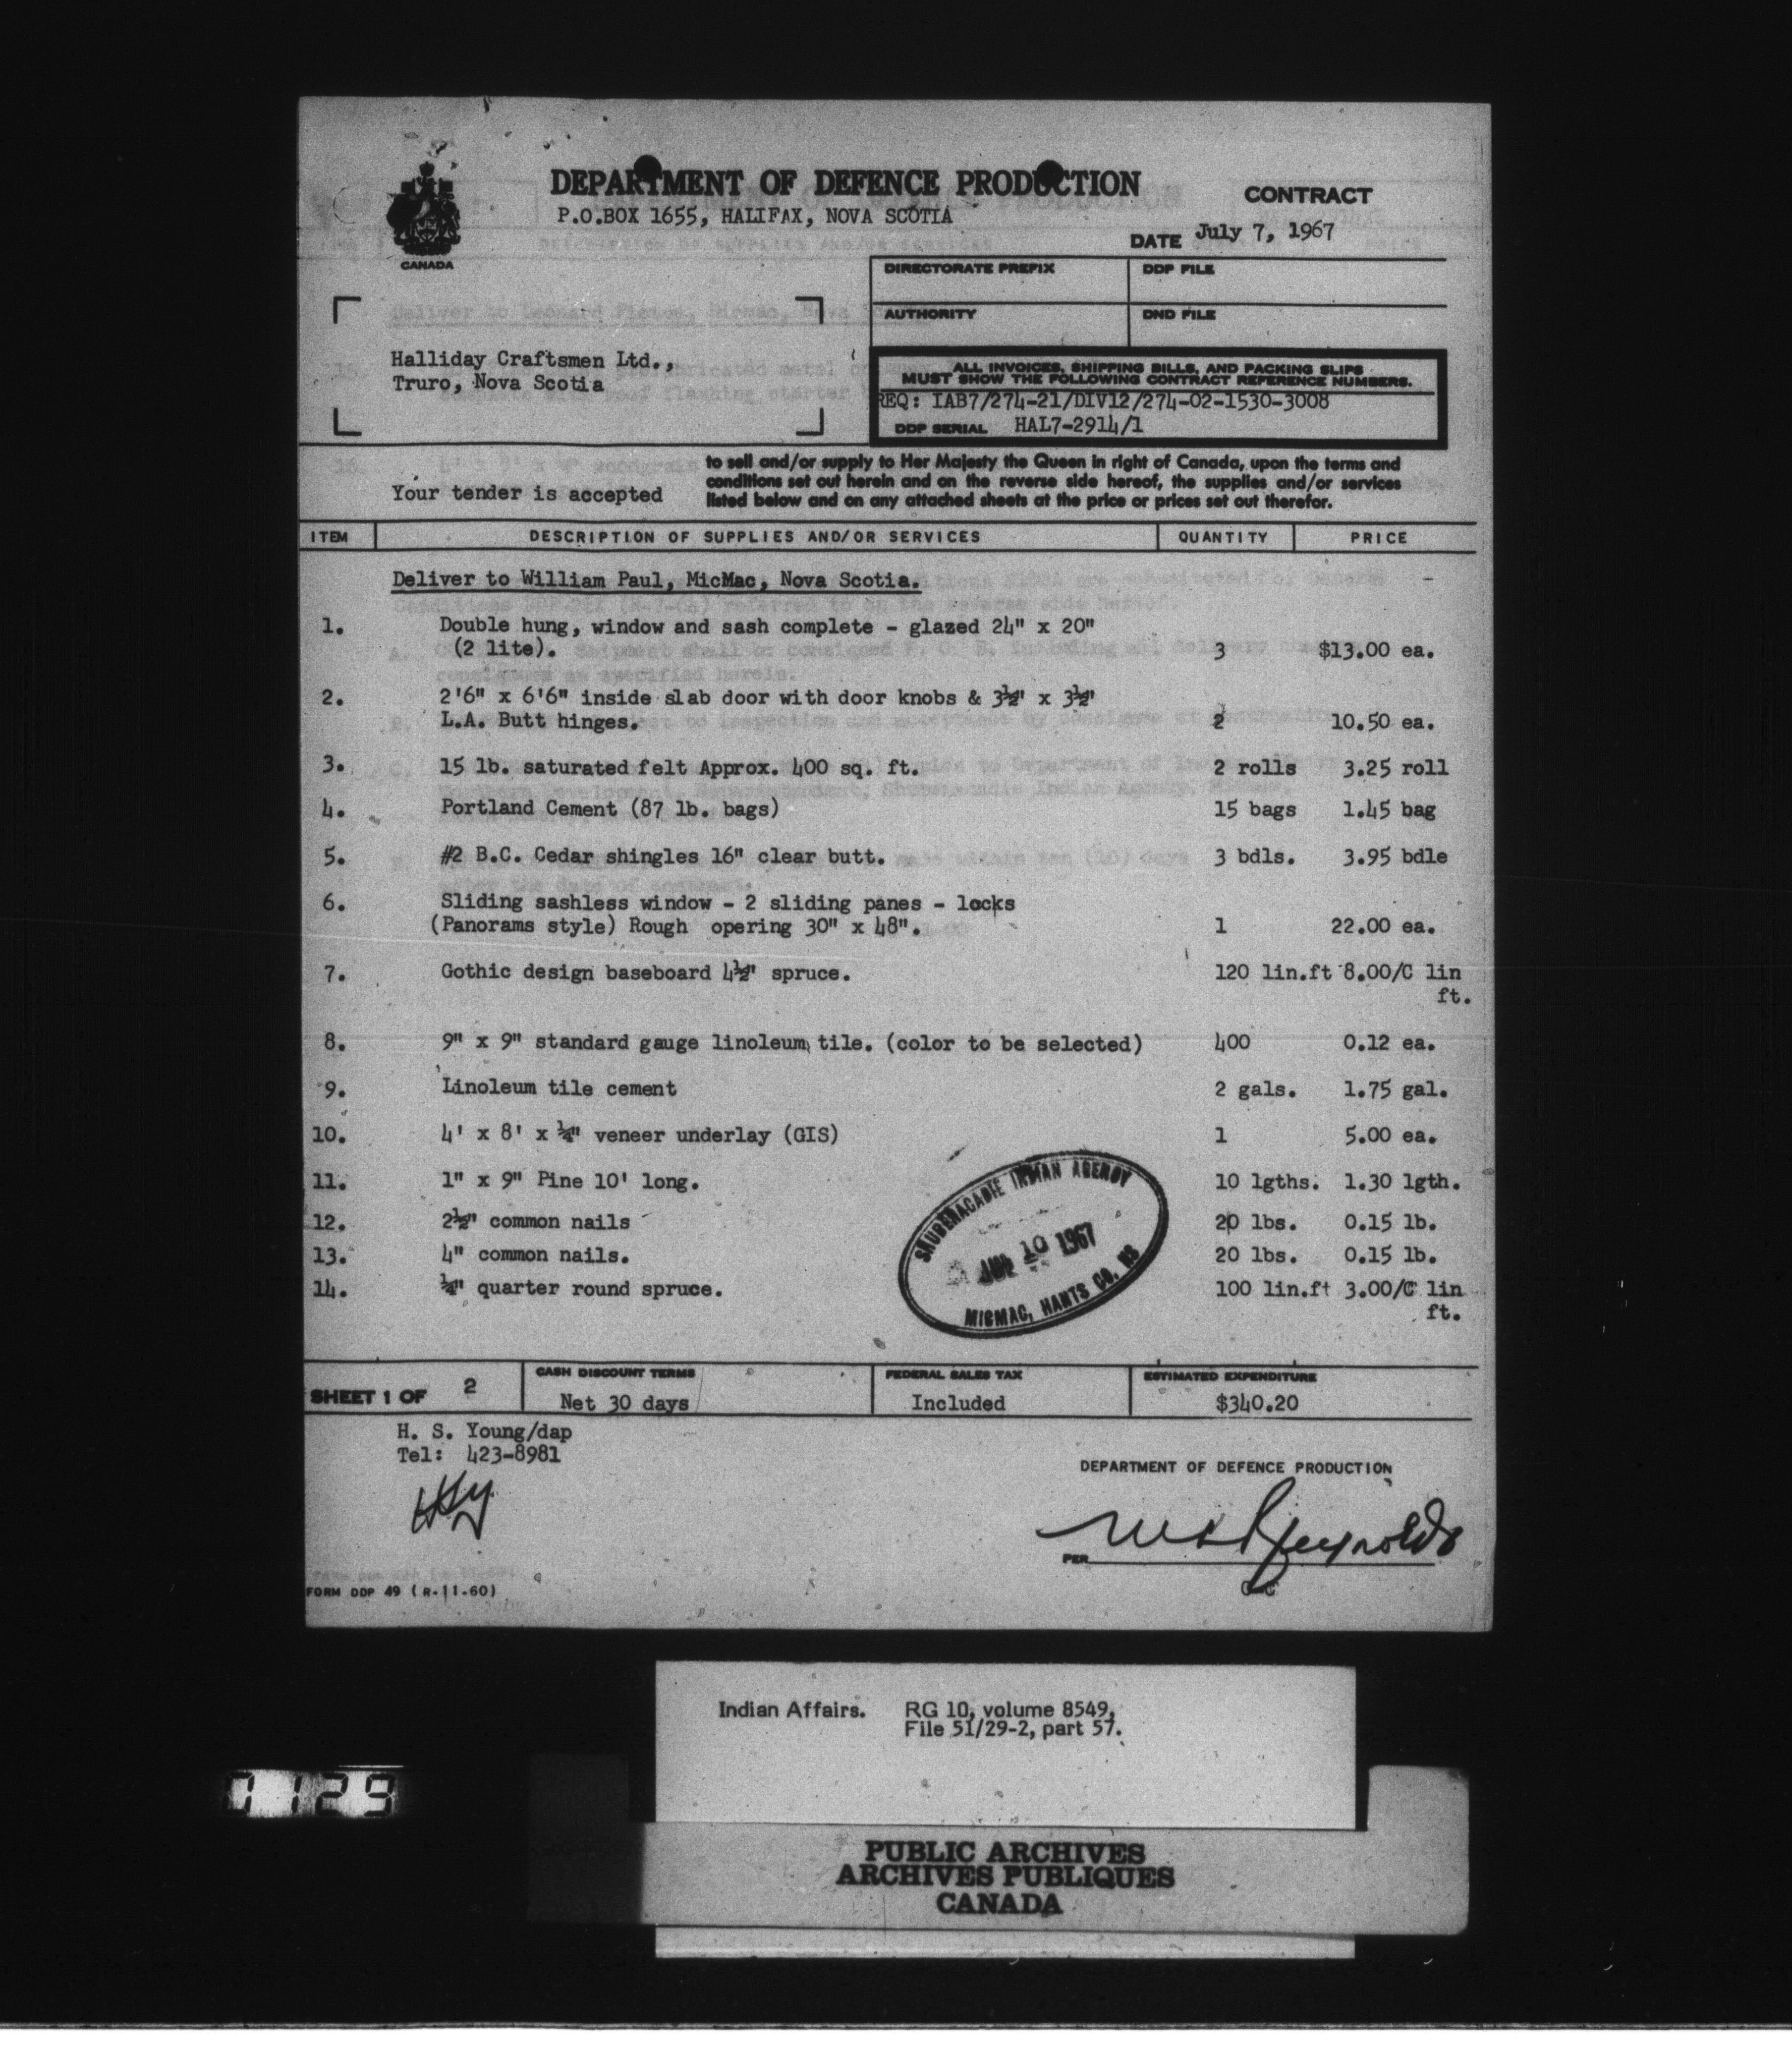 DEPARTMENT OF DEFENCE PRODUCTION
P.O.BOX 1655, HALIFAX, NOVA SCOTIA
CONTRACT
DATE July 7, 1967
CANADA
DIRECTORATE PREFIX DDP FILE
AUTHORITY DND FILE
Halliday Craftsmen Ltd.,
Truro, Nova Scotia
ALL INVOICES, SHIPPING BILLS, AND PACKING SLIPS
MUST SHOW THE FOLLOWING CONTRACT REFERENCE NUMBERS.
REQ: IAB7/274-21/DIV12/274-02-1530-3008
DDP SERIAL HAL7-2914/1
Your tender is accepted
to sell and/or supply to Her Majesty the Queen in right of Canada, upon the terms and
conditions set out herein and on the reverse side hereof, the supplies and/or services
listed below and on any attached sheets at the price or prices set out therefor.
ITEM DESCRIPTION OF SUPPLIES AND/OR SERVICES QUANTITY PRICE
Deliver to William Paul, MicMac, Nova Scotia.
1. Double hung, window and sash complete - glazed 24" x 20"
(2 lite). 3 $13.00 ea.
2. 2'6" x 6'6" inside slab door with door knobs & 3½" x 3½"
L.A. Butt hinges. 2 10.50 ea.
3. 15 lb. saturated felt Approx. 400 sq. ft. 2 rolls 3.25 roll
4. Portland Cement (87 lb. bags) 15 bags 1.45 bag
5. #2 B.C. Cedar shingles 16" clear butt. 3 bdls. 3.95 bdle
6. Sliding sashless window - 2 sliding panes - locks
(Panorams style) Rough opering 30" x 48". 1 22.00 ea.
7. Gothic design baseboard 4½" spruce. 120 lin.ft 8.00/C lin
ft.
8. 9" x 9" standard gauge linoleum tile. (color to be selected) 400 0.12 ea.
9. Linoleum tile cement 2 gals. 1.75 gal.
10. 4' x 8' x ¼" veneer underlay (GIS) 1 5.00 ea.
11. 1" x 9" Pine 10' long. 10 lgths. 1.30 lgth.
12. 2½" common nails 20 lbs. 0.15 lb.
13. 4" common nails. 20 lbs. 0.15 lb.
14. ¼" quarter round spruce. 100 lin.ft 3.00/C lin
ft.
SHUBENACADIE INDIAN AGENCY
JUL 10 1967
MICMAC, HANTS CO. NS
SHEET 1 OF 2
CASH DISCOUNT TERMS
Net 30 days
FEDERAL SALES TAX
Included
ESTIMATED EXPENDITURE
$340.20
H. S. Young/dap
Tel: 423-8981
HSY
DEPARTMENT OF DEFENCE PRODUCTION
PER
FORM DDP 49 (R-11-60)
Indian Affairs. RG 10, volume 8549,
File 51/29-2, part 57.
PUBLIC ARCHIVES
ARCHIVES PUBLIQUES
CANADA